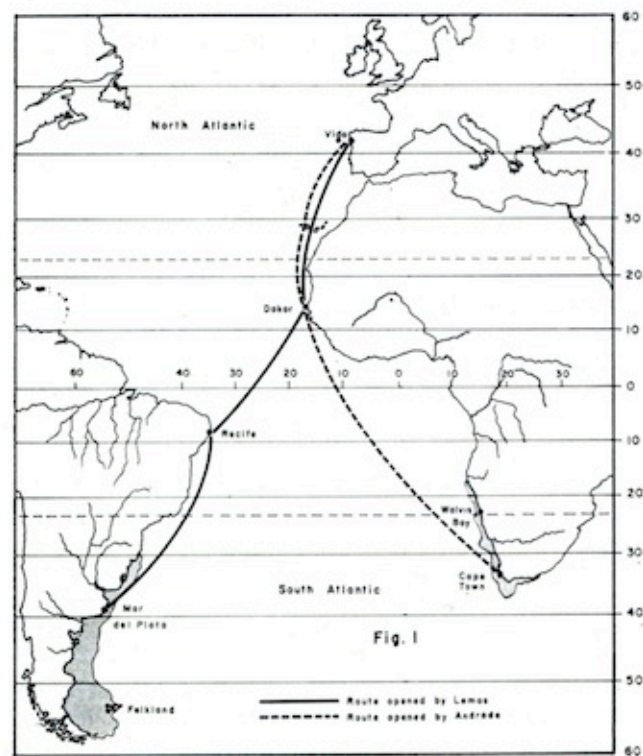 60
50
North Atlantic
Vigo
40
30
20
Dakar
10
60
40
30
20
10
0
10
20
30
0
Recife
10
20
Walvin
Bay
30
Cape
Town
South Atlantic
40
Mar
del Plata
Fig. 1
50
Falkland
Route opened by Lemos
Route opened by Andrade
60